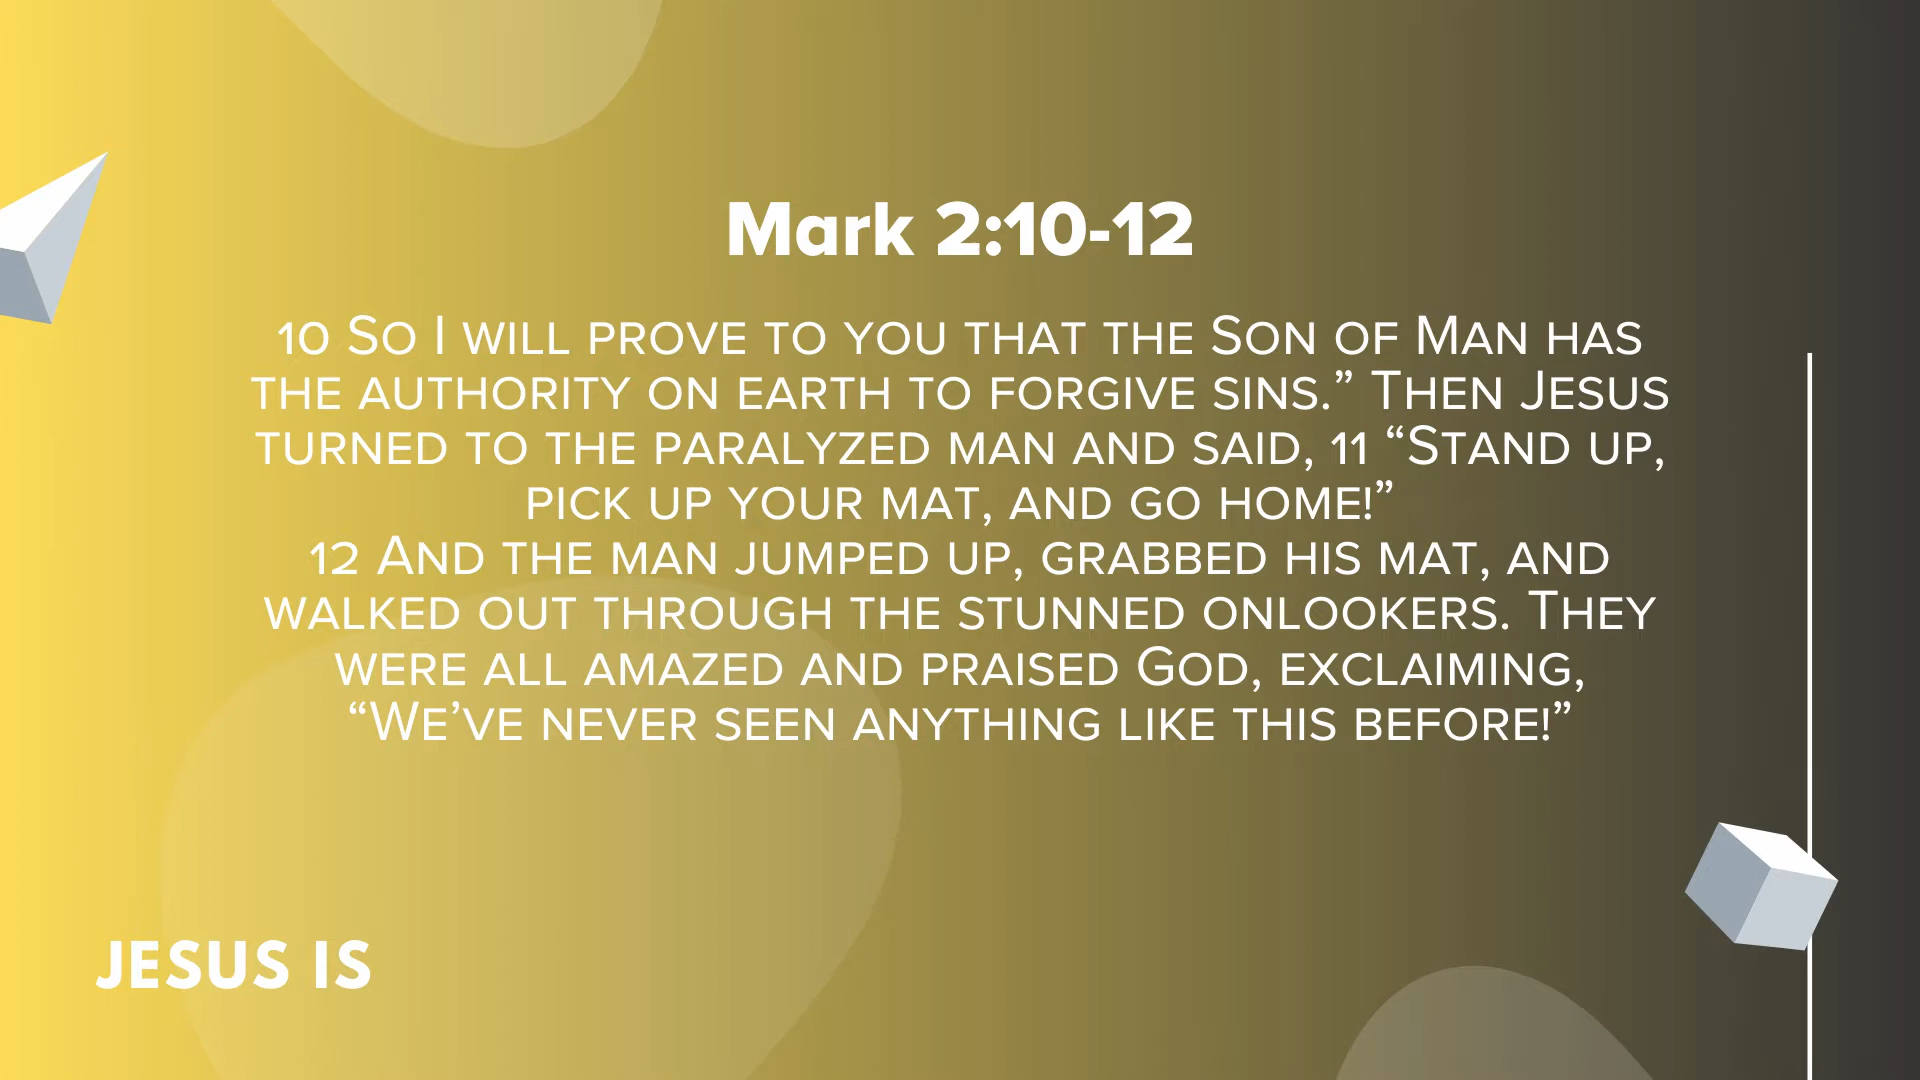 Mark 2:10-12
10 So I will prove to you that the Son of Man has
the authority on earth to forgive sins.” Then Jesus
turned to the paralyzed man and said, 11 “Stand up,
pick up your mat, and go home!”
12 And the man jumped up, grabbed his mat, and
walked out through the stunned onlookers. They
were all amazed and praised God, exclaiming,
“We’ve never seen anything like this before!”
JESUS IS